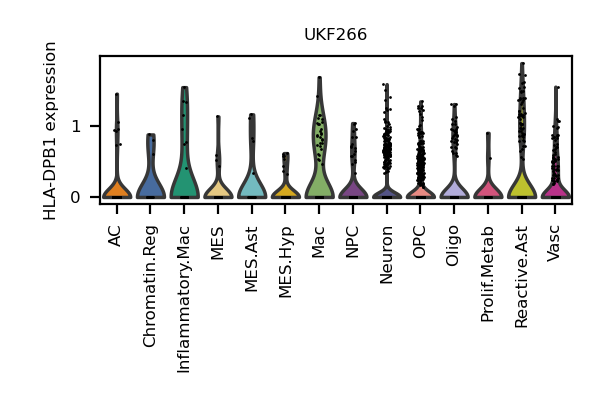 UKF266
HLA-DPB1 expression
1
0
AC
Chromatin.Reg
Inflammatory.Mac
MES
MES.Ast
MES.Hyp
Mac
NPC
Neuron
OPC
Oligo
Prolif.Metab
Reactive.Ast
Vasc